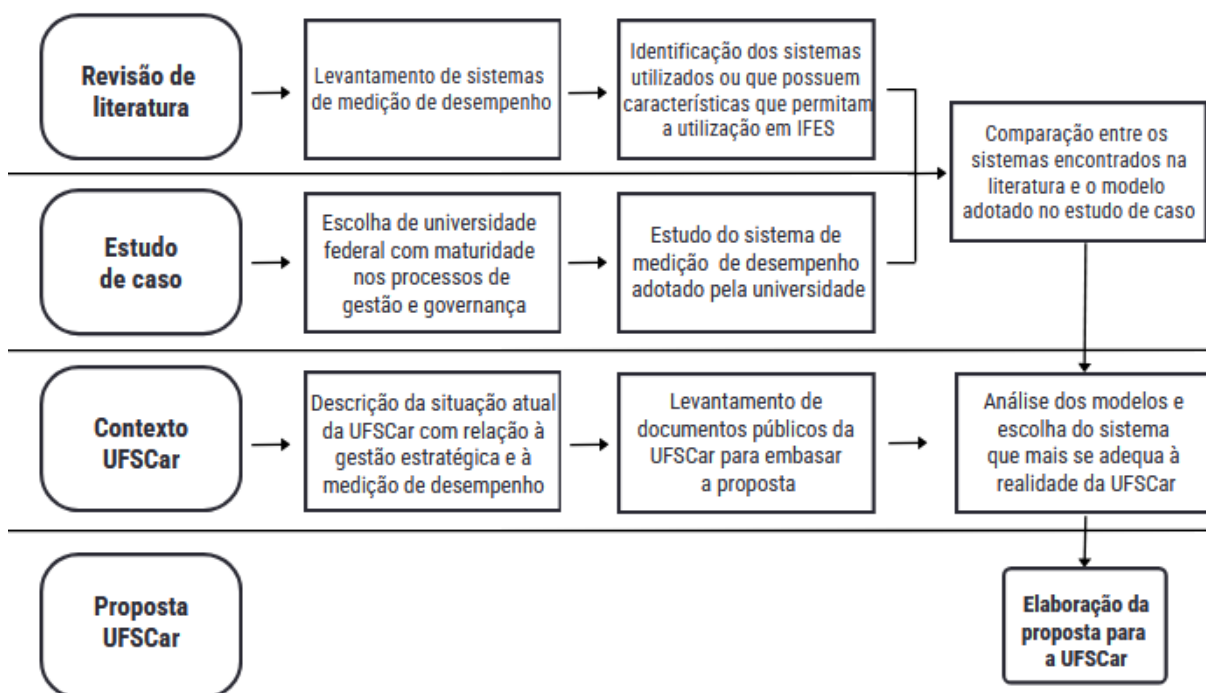 Revisão de
literatura
Levantamento de sistemas
de medição de desempenho
Identificação dos sistemas
utilizados ou que possuem
características que permitam
a utilização em IFES
Comparação entre os
sistemas encontrados na
literatura e o modelo
adotado no estudo de caso
Estudo
de caso
Escolha de universidade
federal com maturidade
nos processos de
gestão e governança
Estudo do sistema de
medição de desempenho
adotado pela universidade
Contexto
UFSCar
Descrição da situação atual
da UFSCar com relação à
gestão estratégica e à
medição de desempenho
Levantamento de
documentos públicos da
UFSCar para embasar
a proposta
Análise dos modelos e
escolha do sistema
que mais se adequa à
realidade da UFSCar
Proposta
UFSCar
Elaboração da
proposta para
a UFSCar